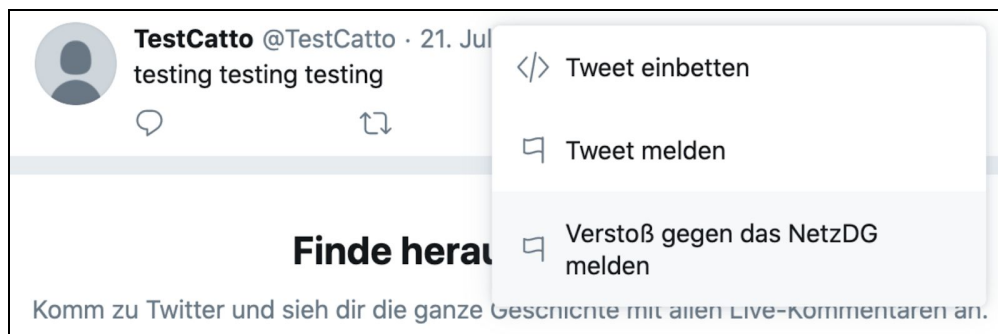 TestCatto @TestCatto · 21. Jul
testing testing testing
</> Tweet einbetten
Tweet melden
Verstoß gegen das NetzDG
melden
Finde herau
Komm zu Twitter und sieh dir die ganze Geschichte mit allen Live-Kommentaren an.